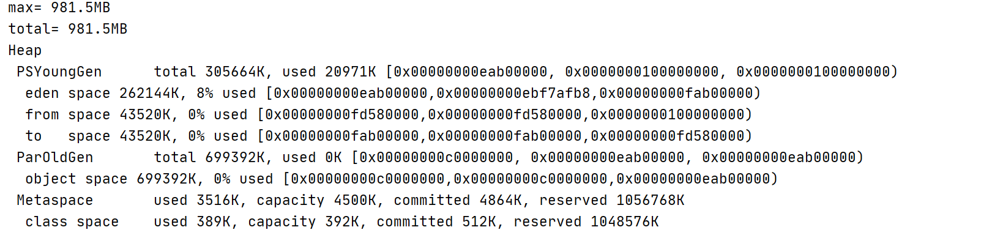 max= 981.5MB
total= 981.5MB
Heap
 PSYoungGen      total 305664K, used 20971K [0x00000000eab00000, 0x0000000100000000, 0x0000000100000000)
  eden space 262144K, 8% used [0x00000000eab00000,0x00000000ebf7afb8,0x00000000fab00000)
  from space 43520K, 0% used [0x00000000fd580000,0x00000000fd580000,0x0000000100000000)
  to   space 43520K, 0% used [0x00000000fab00000,0x00000000fab00000,0x00000000fd580000)
 ParOldGen       total 699392K, used 0K [0x00000000c0000000, 0x00000000eab00000, 0x00000000eab00000)
  object space 699392K, 0% used [0x00000000c0000000,0x00000000c0000000,0x00000000eab00000)
 Metaspace       used 3516K, capacity 4500K, committed 4864K, reserved 1056768K
  class space    used 389K, capacity 392K, committed 512K, reserved 1048576K